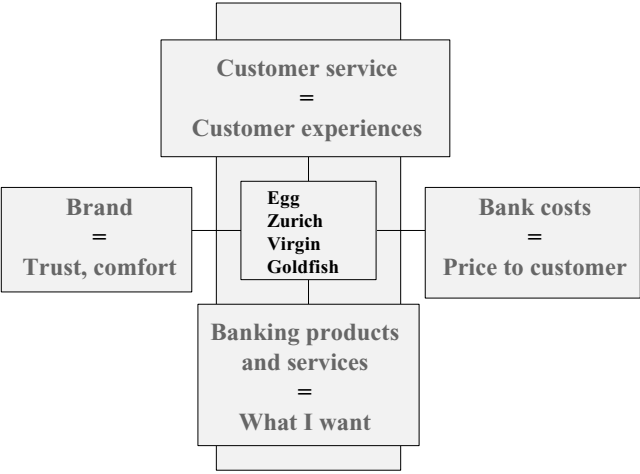 Customer service
=
Customer experiences
Brand
=
Trust, comfort
Egg
Zurich
Virgin
Goldfish
Bank costs
=
Price to customer
Banking products
and services
=
What I want